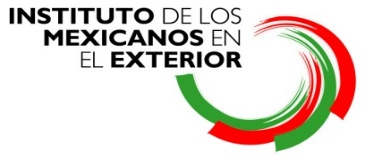 INSTITUTO DE LOS
MEXICANOS EN
EL EXTERIOR